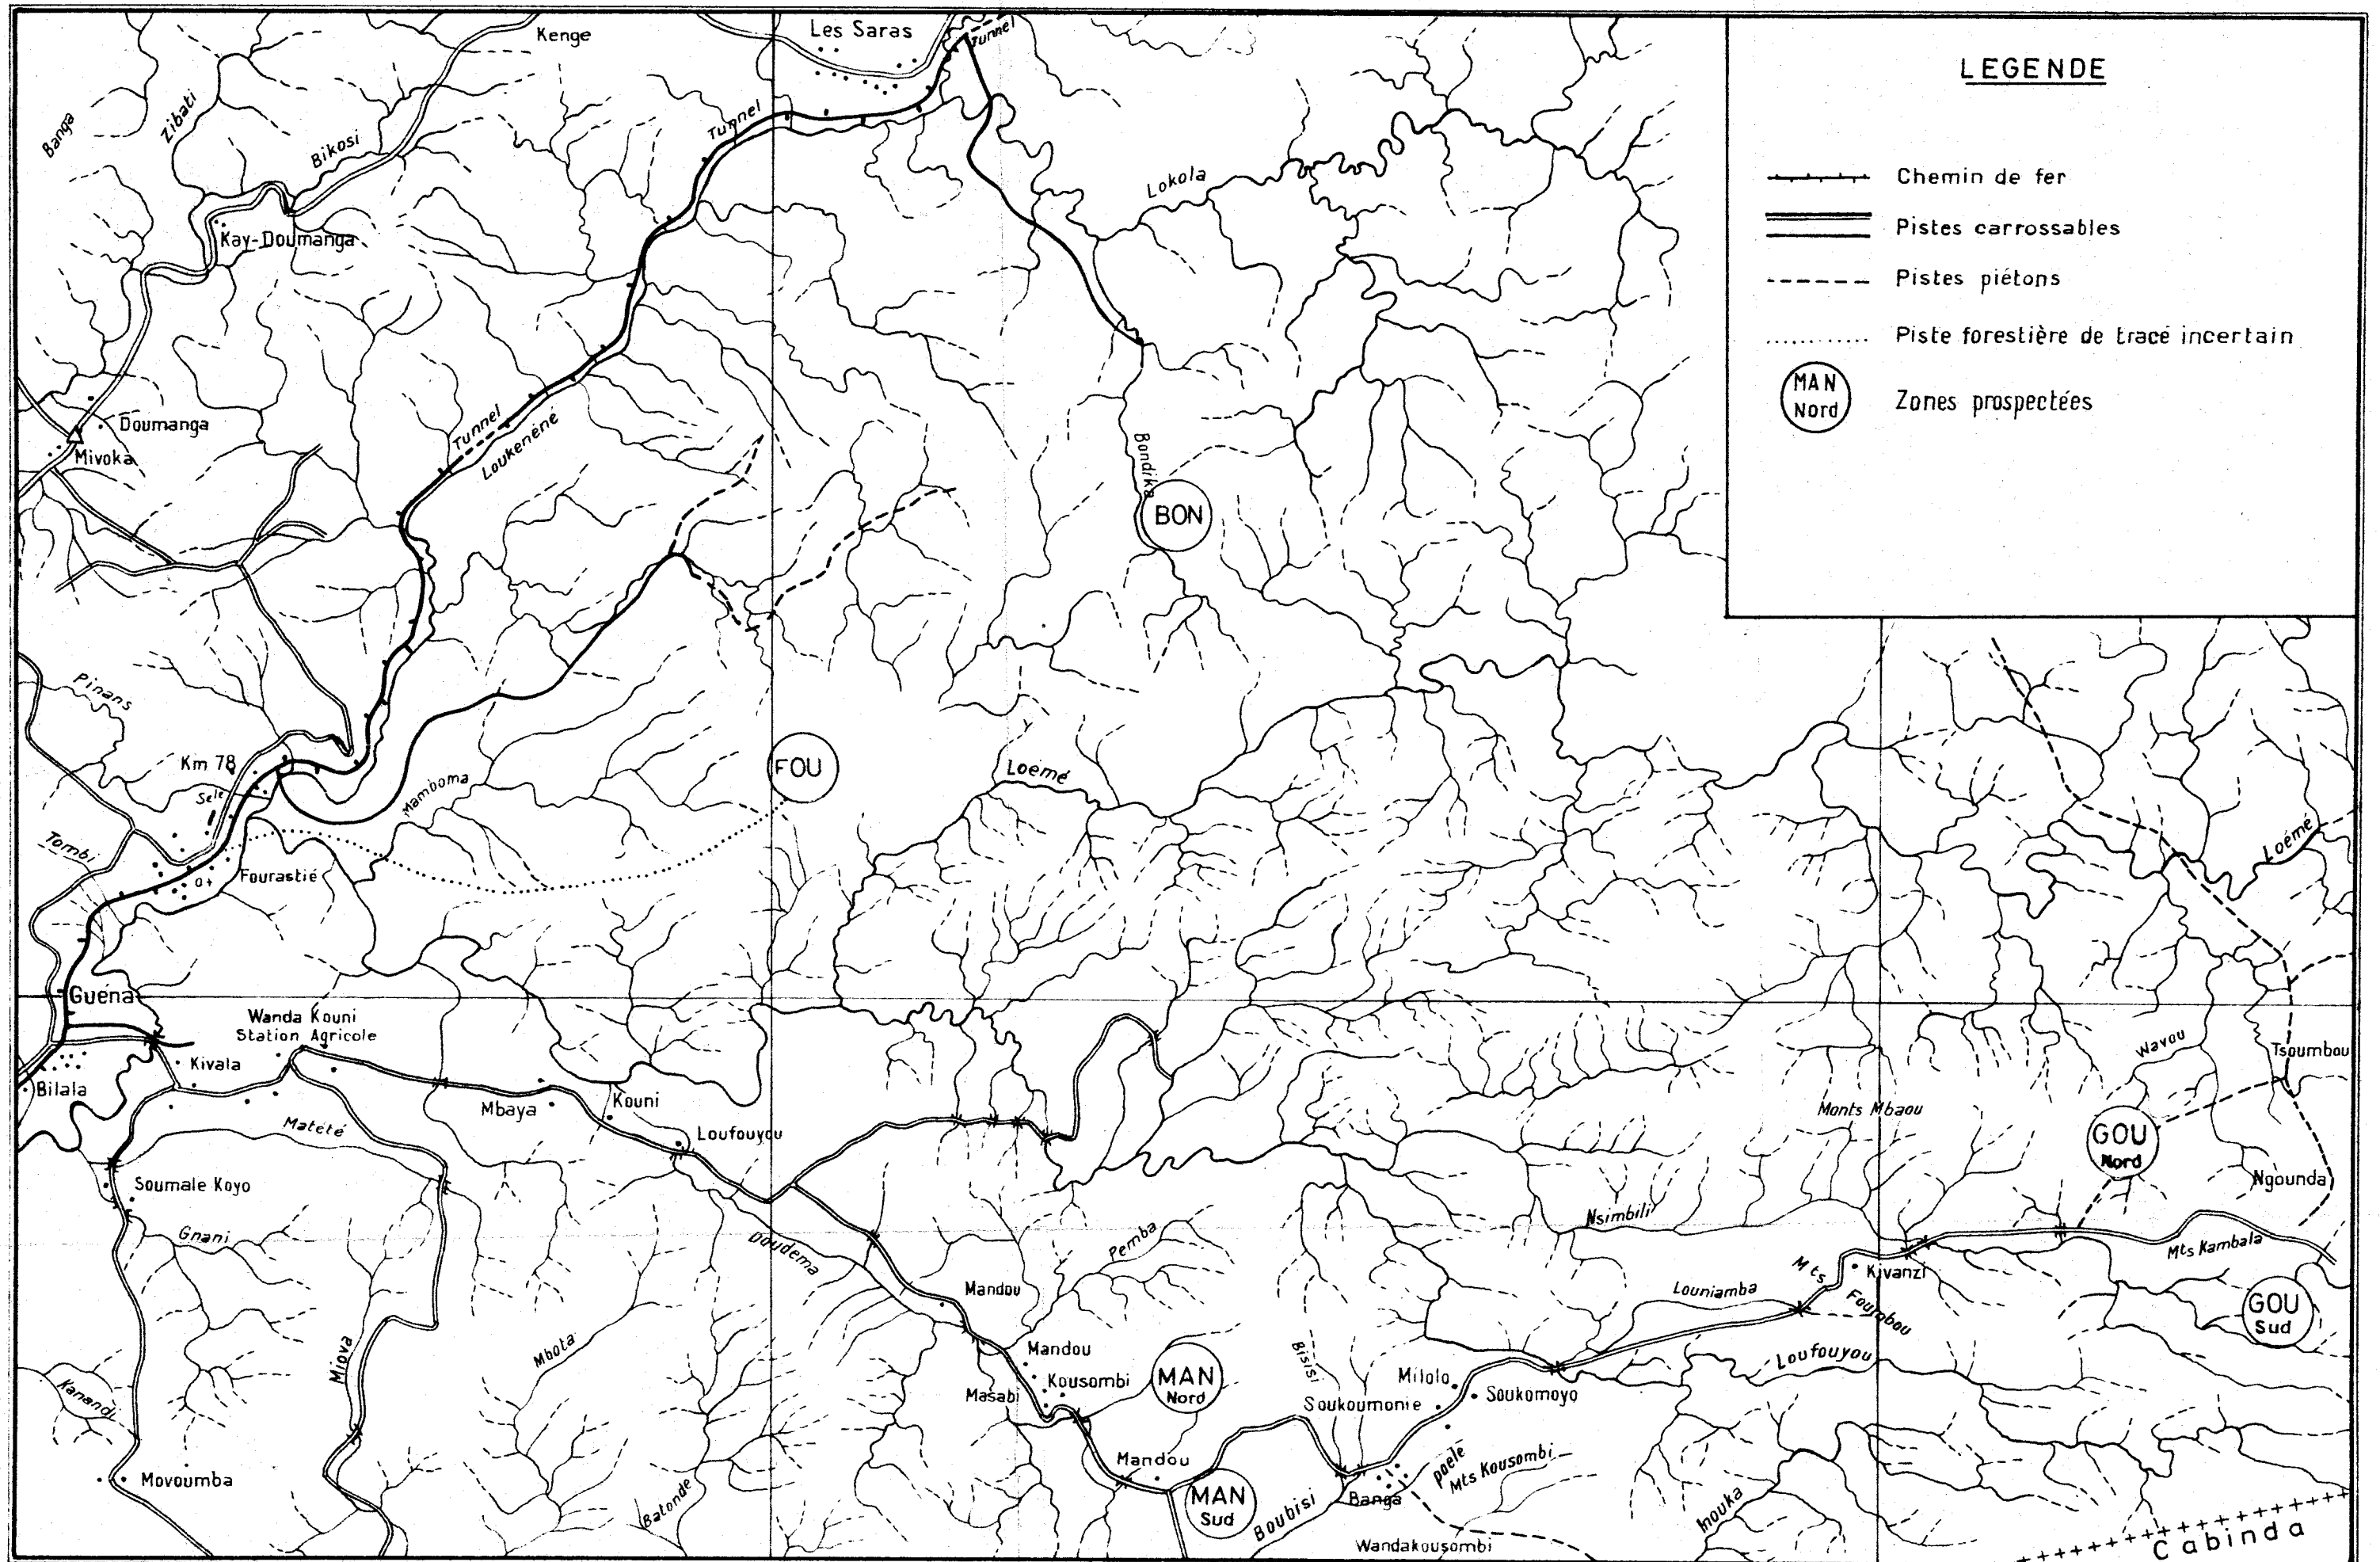 Kenge
Les Saras
Tunnel
LEGENDE
Chemin de fer
Pistes carrossables
Pistes piétons
Piste forestière de tracé incertain
MAN
Nord
Zones prospectées
Banga
Zibati
Bikosi
Tunnel
Lokola
Kay-Doumanga
Doumanga
Mivoka
Tunnel
Loukénéné
Bondika
BON
Pinans
Km 78
Sele
Mamboma
FOU
Loémé
Loémé
Tombi
Fourastié
Guéna
Wanda Kouni
Station Agricole
Kivala
Bilala
Mbaya
Kouni
Matété
Loufouyou
Monts Mbaou
Wavou
Tsoumbou
GOU
Nord
Ngounda
Soumale Koyo
Gnani
Doudema
Pemba
Nsimbili
Mts Kambala
Kivanzi
Mts Foumbou
Louniamba
GOU
Sud
Mandou
Mandou
Kousombi
Masabi
MAN
Nord
Bisisi
Milolo
Soukoumonie
Soukomoyo
Loufouyou
Miova
Mbota
Kanandi
Movoumba
Batonde
Mandou
MAN
Sud
Boubisi
Banga
paele
Mts Kousombi
Wandakousombi
Inouka
Cabinda